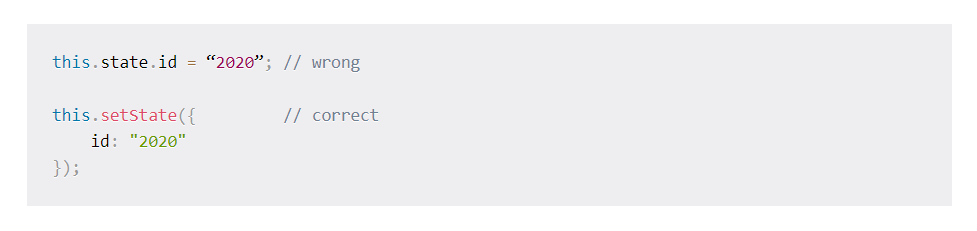 this.state.id = “2020”; // wrong
this.setState({         // correct
    id: "2020"
});